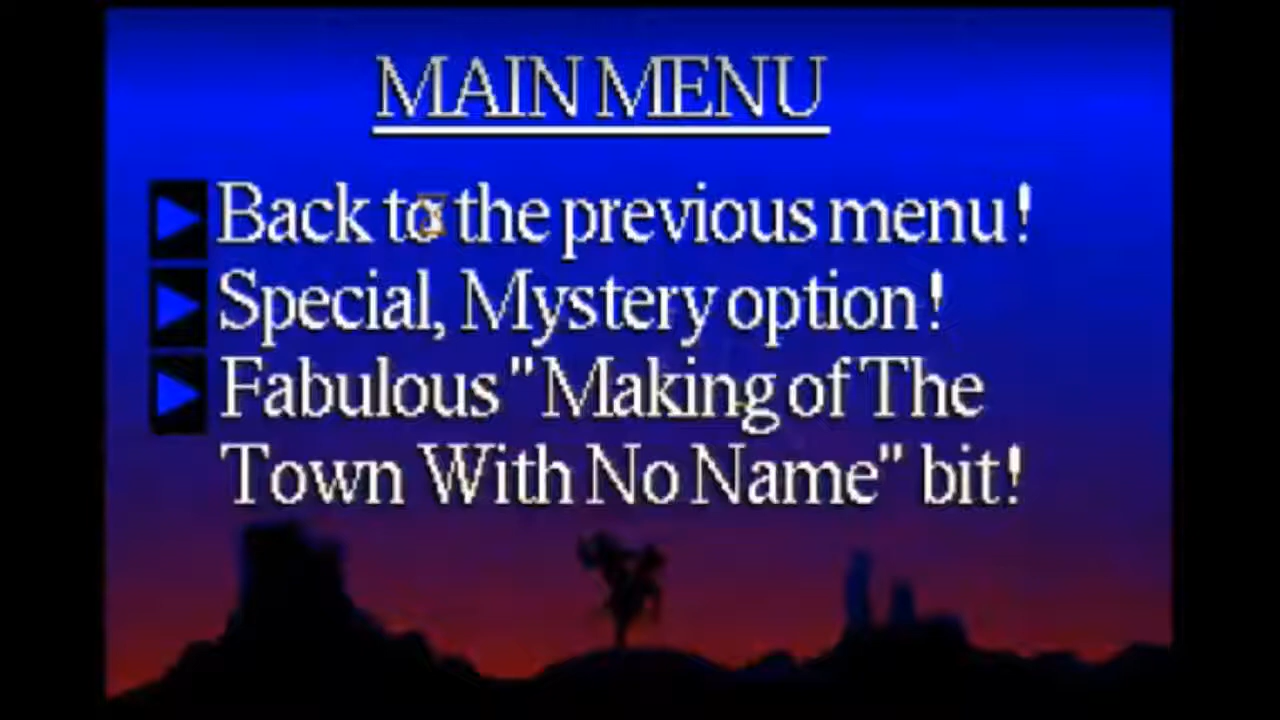 MAIN MENU
Back to the previous menu!
Special, Mystery option!
Fabulous "Making of The
Town With No Name" bit!